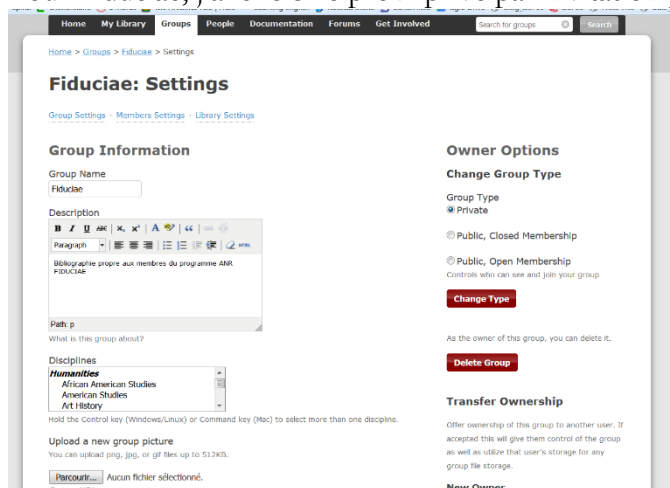 Home My Library Groups People Documentation Forums Get Involved Search for groups Search
Home > Groups > Fiduciae > Settings
Fiduciae: Settings
Group Settings · Members Settings · Library Settings
Group Information
Group Name
Fiduciae
Description
B I U ABC | x, x' | A | “ |
Paragraph HTML
Bibliographie propre aux membres du programme ANR
FIDUCIAE
Path: p
What is this group about?
Disciplines
Humanities
African American Studies
American Studies
Art History
Hold the Control key (Windows/Linux) or Command key (Mac) to select more than one discipline.
Upload a new group picture
You can upload png, jpg, or gif files up to 512KB.
Parcourir... Aucun fichier sélectionné.
Owner Options
Change Group Type
Group Type
Private
Public, Closed Membership
Public, Open Membership
Controls who can see and join your group
Change Type
As the owner of this group, you can delete it.
Delete Group
Transfer Ownership
Offer ownership of this group to another user. If
accepted this will give them control of the group
as well as utilize that user's storage for any
group file storage.
New Owner